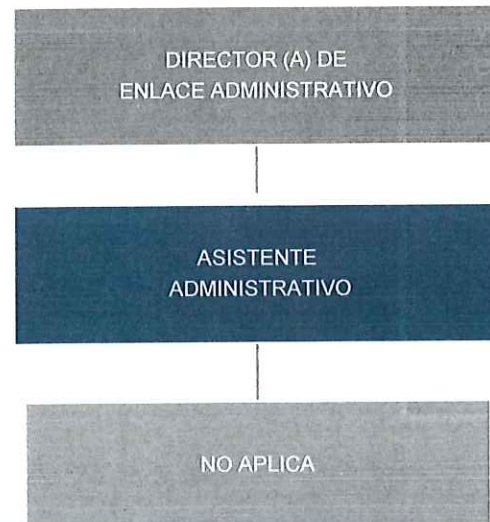 DIRECTOR (A) DE
ENLACE ADMINISTRATIVO
ASISTENTE
ADMINISTRATIVO
NO APLICA